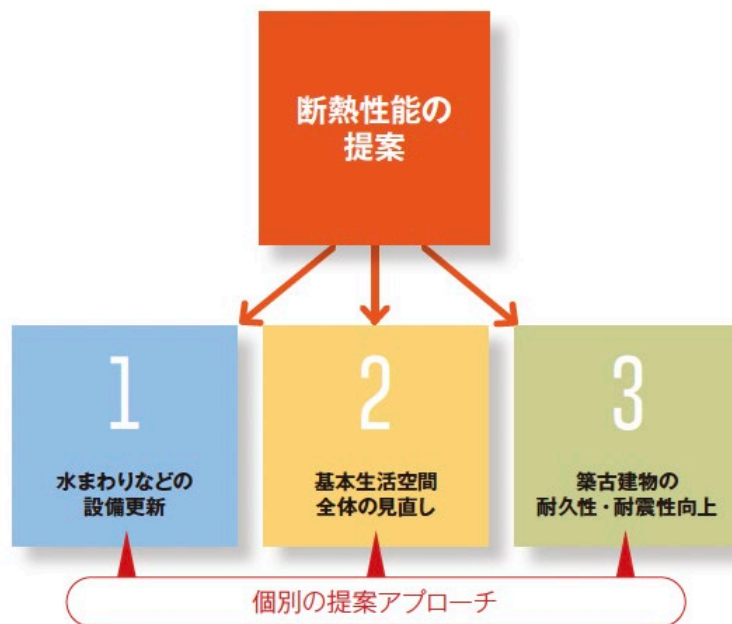 断熱性能の
提案
1
水まわりなどの
設備更新
2
基本生活空間
全体の見直し
3
築古建物の
耐久性・耐震性向上
個別の提案アプローチ